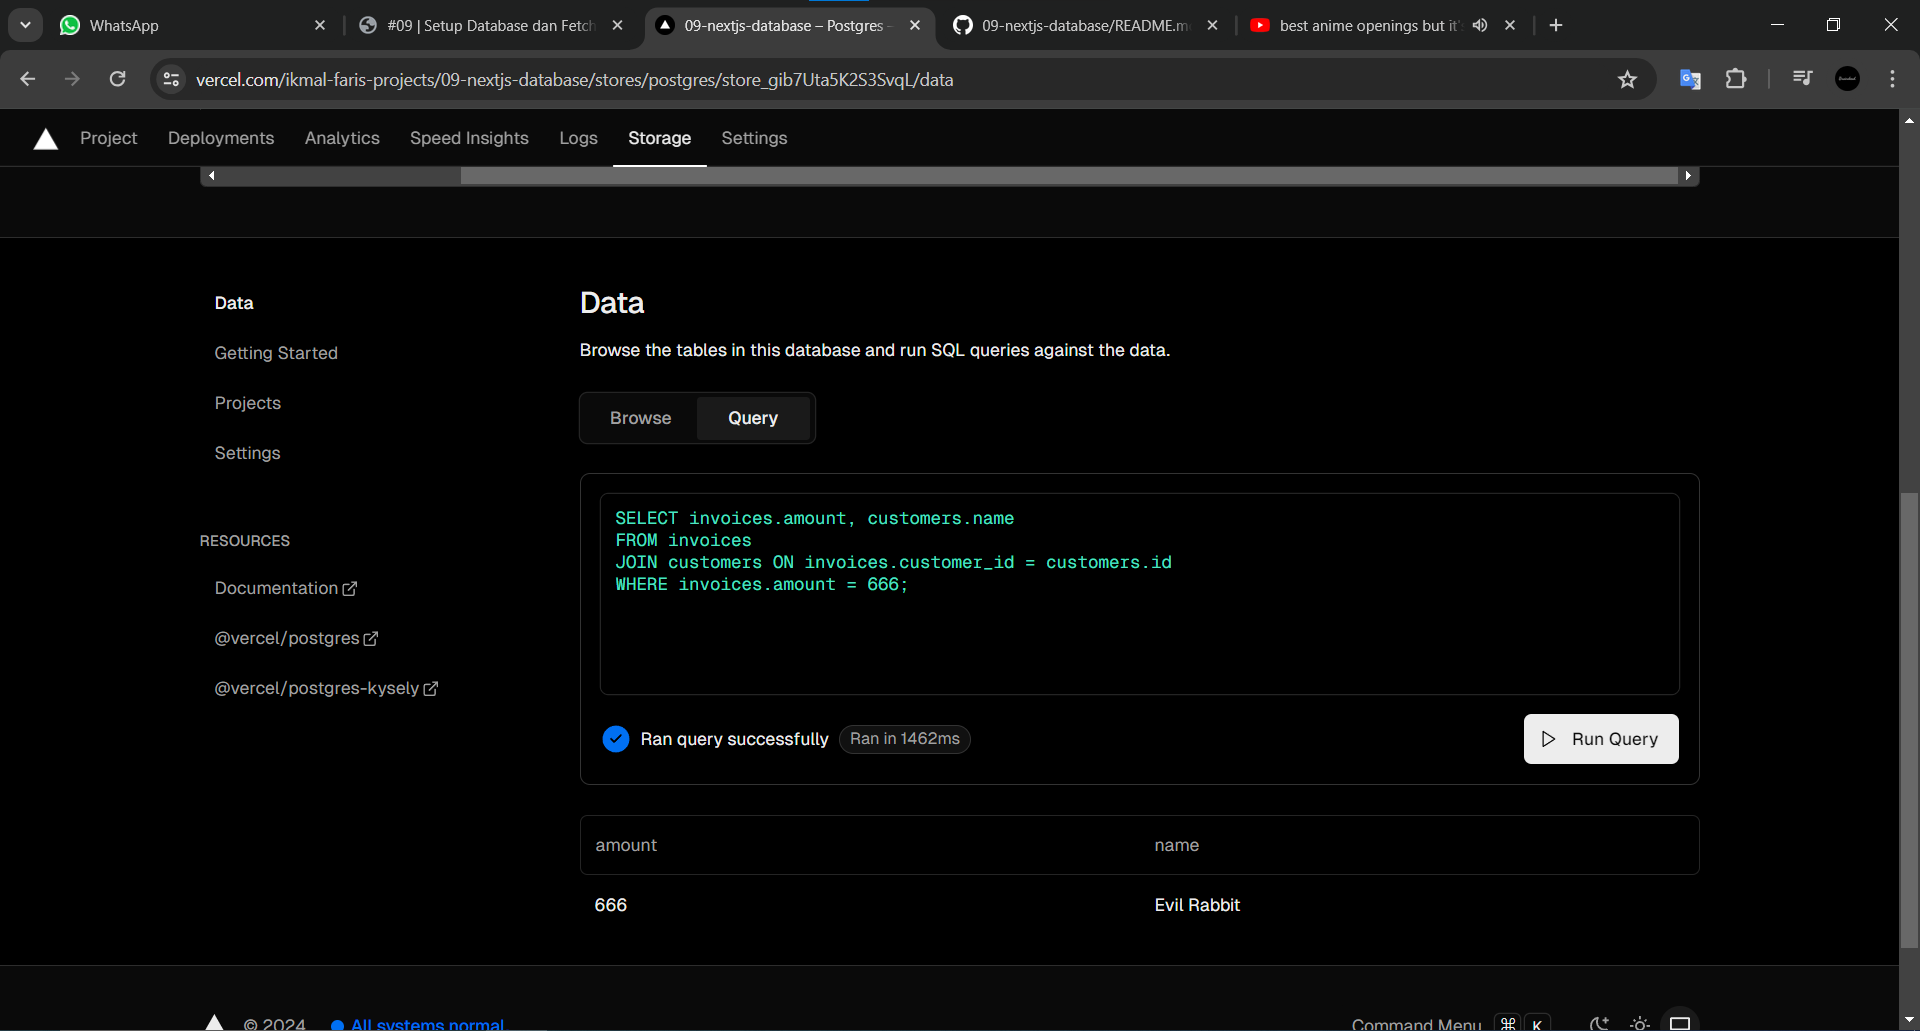 WhatsApp
#09 | Setup Database dan Fetch
09-nextjs-database – Postgres –
09-nextjs-database/README.m
best anime openings but it's
vercel.com/ikmal-faris-projects/09-nextjs-database/stores/postgres/store_gib7Uta5K2S3SvqL/data
Project Deployments Analytics Speed Insights Logs Storage Settings
Data
Getting Started
Projects
Settings
RESOURCES
Documentation
@vercel/postgres
@vercel/postgres-kysely
Data
Browse the tables in this database and run SQL queries against the data.
Browse Query
SELECT invoices.amount, customers.name
FROM invoices
JOIN customers ON invoices.customer_id = customers.id
WHERE invoices.amount = 666;
Ran query successfully Ran in 1462ms
Run Query
amount name
666 Evil Rabbit
© 2024 All systems normal
Command Menu ⌘ K